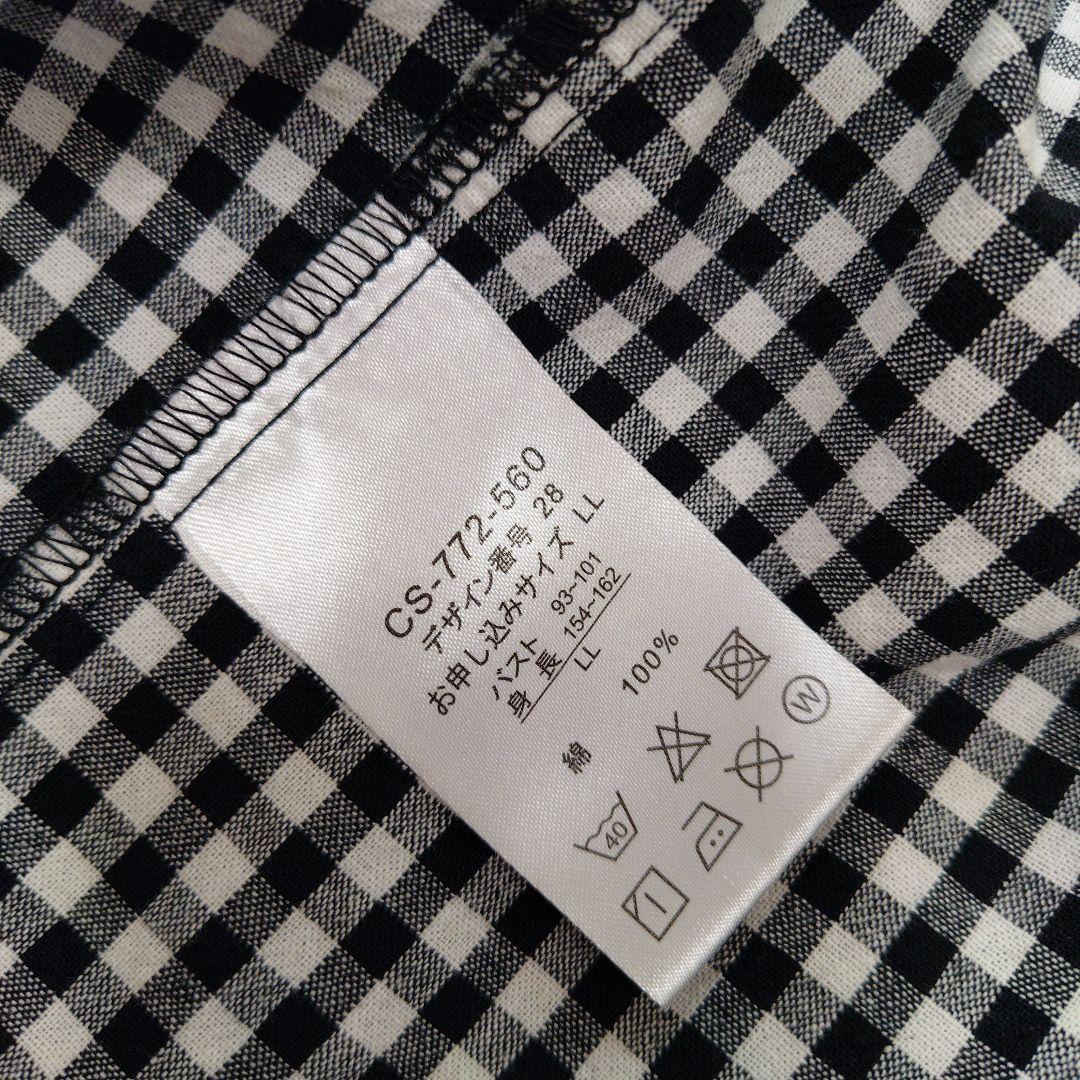 CS-772-560
デザイン番号 28
お申し込みサイズ LL
バスト 93~101
身長 154~162
LL
綿 100%
40
W